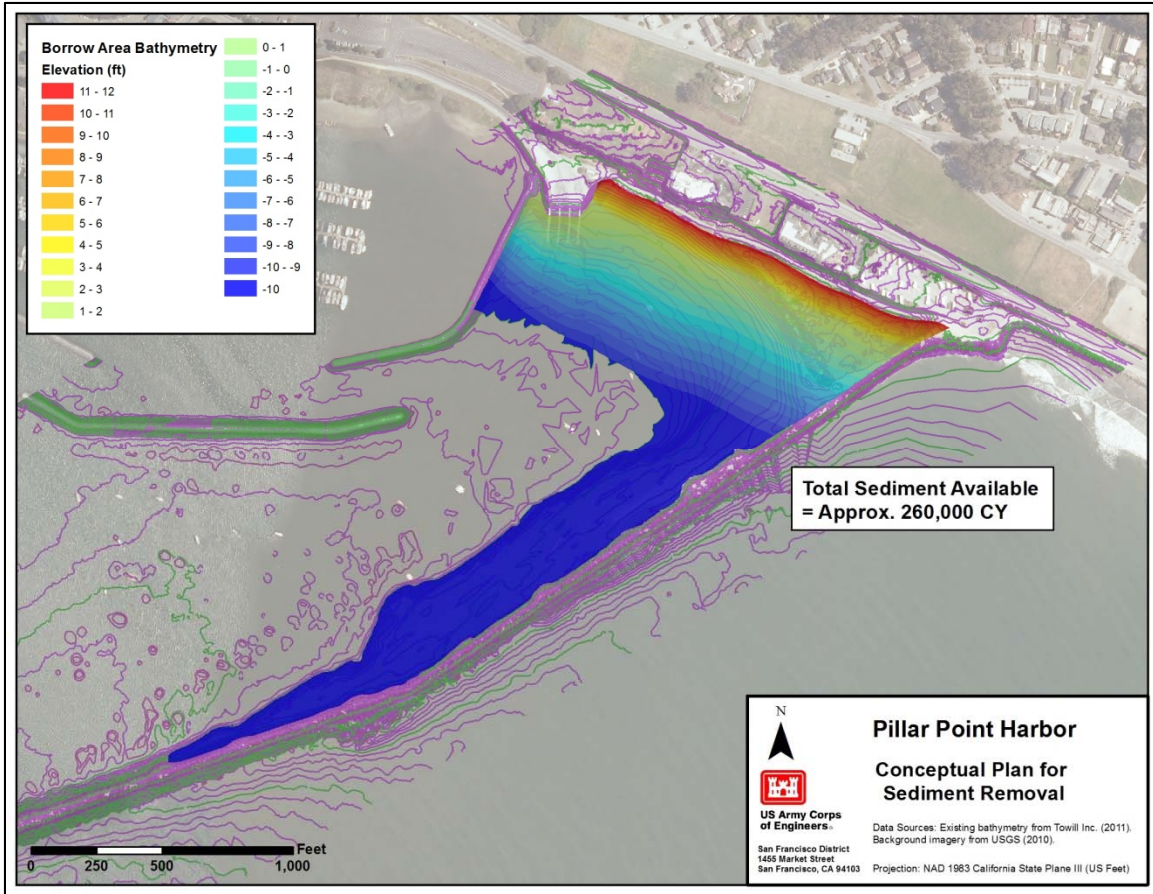 Borrow Area Bathymetry
Elevation (ft)
11 - 12
10 - 11
9 - 10
8 - 9
7 - 8
6 - 7
5 - 6
4 - 5
3 - 4
2 - 3
1 - 2
0 - 1
-1 - 0
-2 - -1
-3 - -2
-4 - -3
-5 - -4
-6 - -5
-7 - -6
-8 - -7
-9 - -8
-10 - -9
-10
Total Sediment Available
= Approx. 260,000 CY
N
US Army Corps
of Engineers®
San Francisco District
1455 Market Street
San Francisco, CA 94103
Pillar Point Harbor
Conceptual Plan for
Sediment Removal
Data Sources: Existing bathymetry from Towill Inc. (2011).
Background imagery from USGS (2010).
Projection: NAD 1983 California State Plane III (US Feet)
Feet
0 250 500 1,000